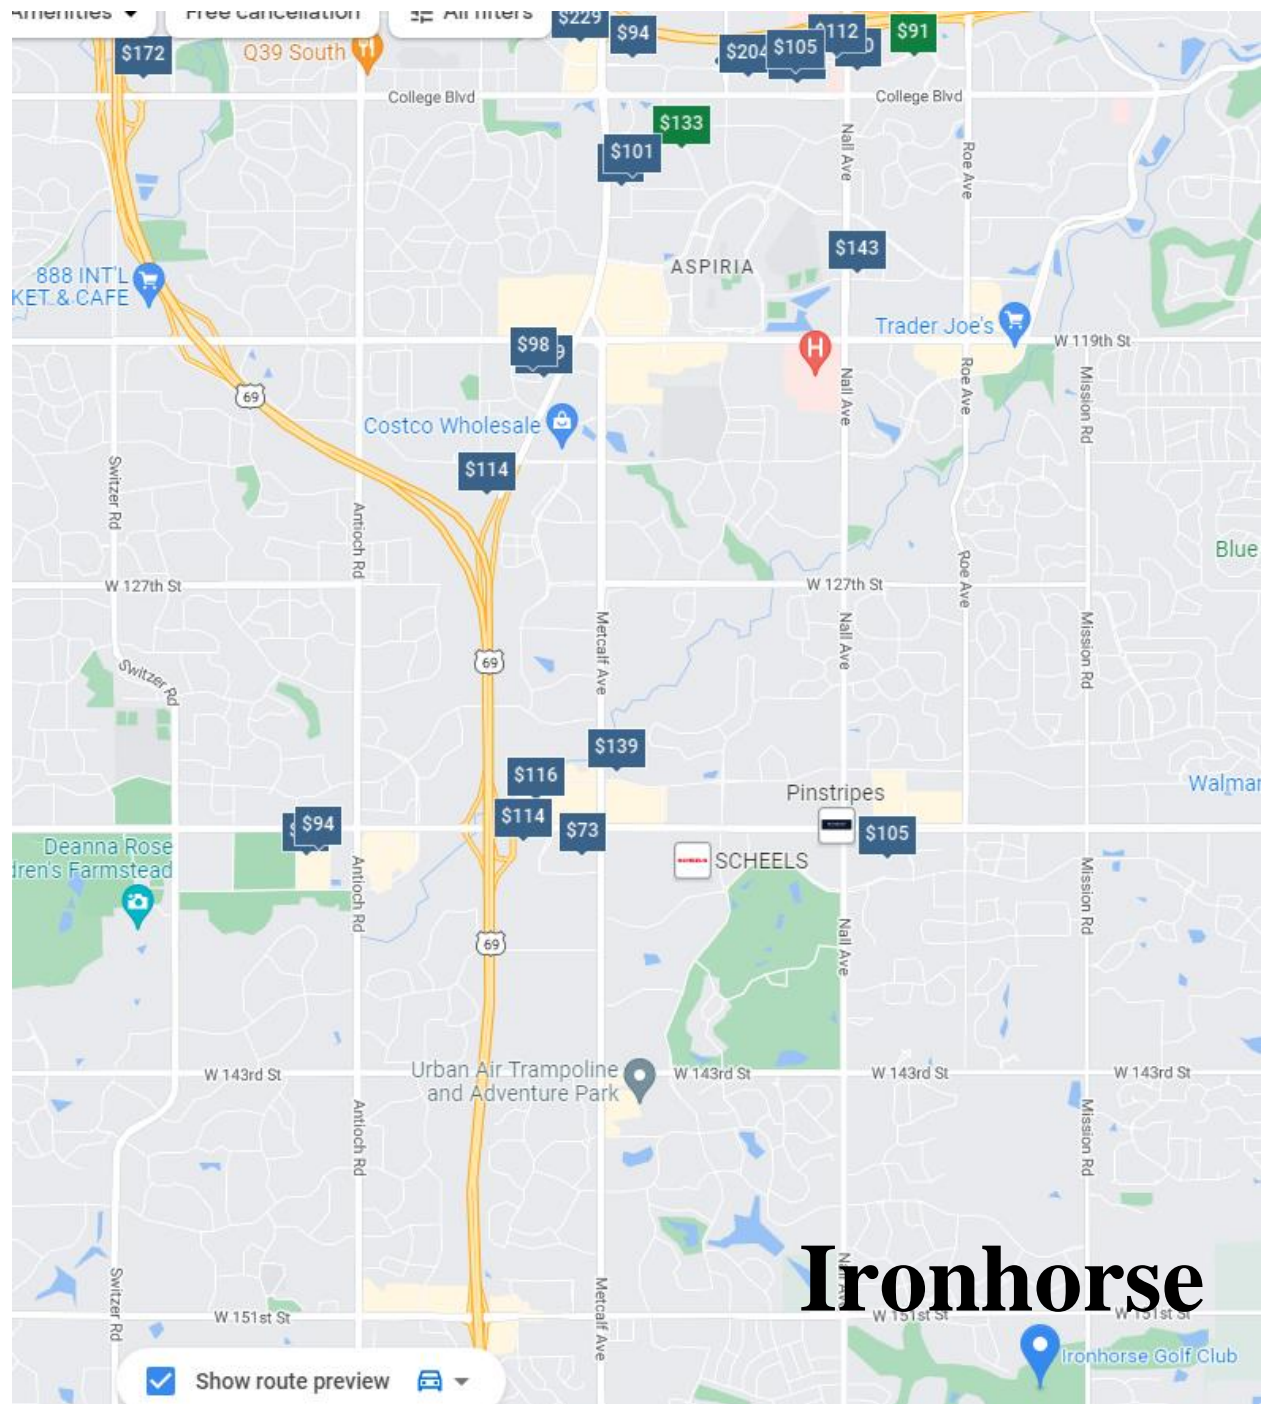 Amenities
Free cancellation
All filters
$229
$94
$112
$91
$172
Q39 South
$204
$105
College Blvd
College Blvd
$133
Nall Ave
Roe Ave
$101
$143
ASPIRIA
888 INT'L
KET & CAFE
Trader Joe's
W 119th St
$98
H
69
Roe Ave
Nall Ave
Mission Rd
Costco Wholesale
$114
Switzer Rd
Antioch Rd
Blue
Roe Ave
W 127th St
W 127th St
Metcalf Ave
Nall Ave
Mission Rd
69
Switzer Rd
$139
$116
Walmar
Pinstripes
$94
$114
$73
$105
Deanna Rose
dren's Farmstead
SCHEELS
SCHEELS
Antioch Rd
Mission Rd
Nall Ave
69
W 143rd St
Urban Air Trampoline
and Adventure Park
W 143rd St
W 143rd St
W 143rd St
Antioch Rd
Mission Rd
Ironhorse
Nall Ave
Switzer Rd
W 151st St
Metcalf Ave
W 151st St
W 151st St
Ironhorse Golf Club
Show route preview